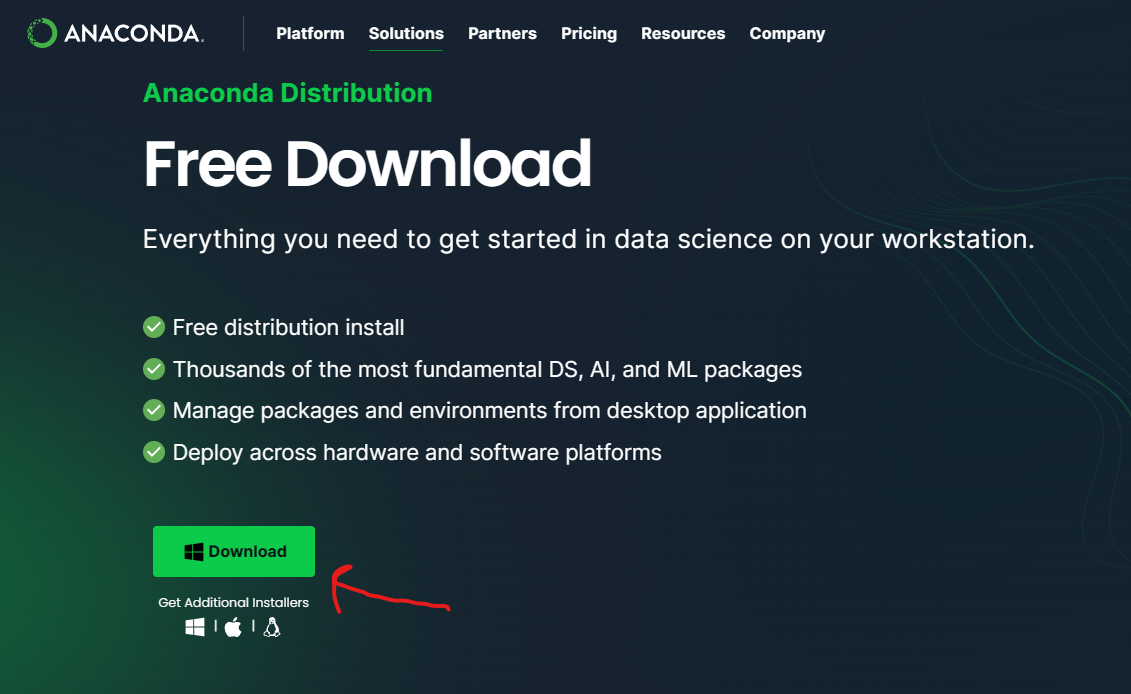 ANACONDA.
Platform Solutions Partners Pricing Resources Company
Anaconda Distribution
Free Download
Everything you need to get started in data science on your workstation.
Free distribution install
Thousands of the most fundamental DS, AI, and ML packages
Manage packages and environments from desktop application
Deploy across hardware and software platforms
Download
Get Additional Installers